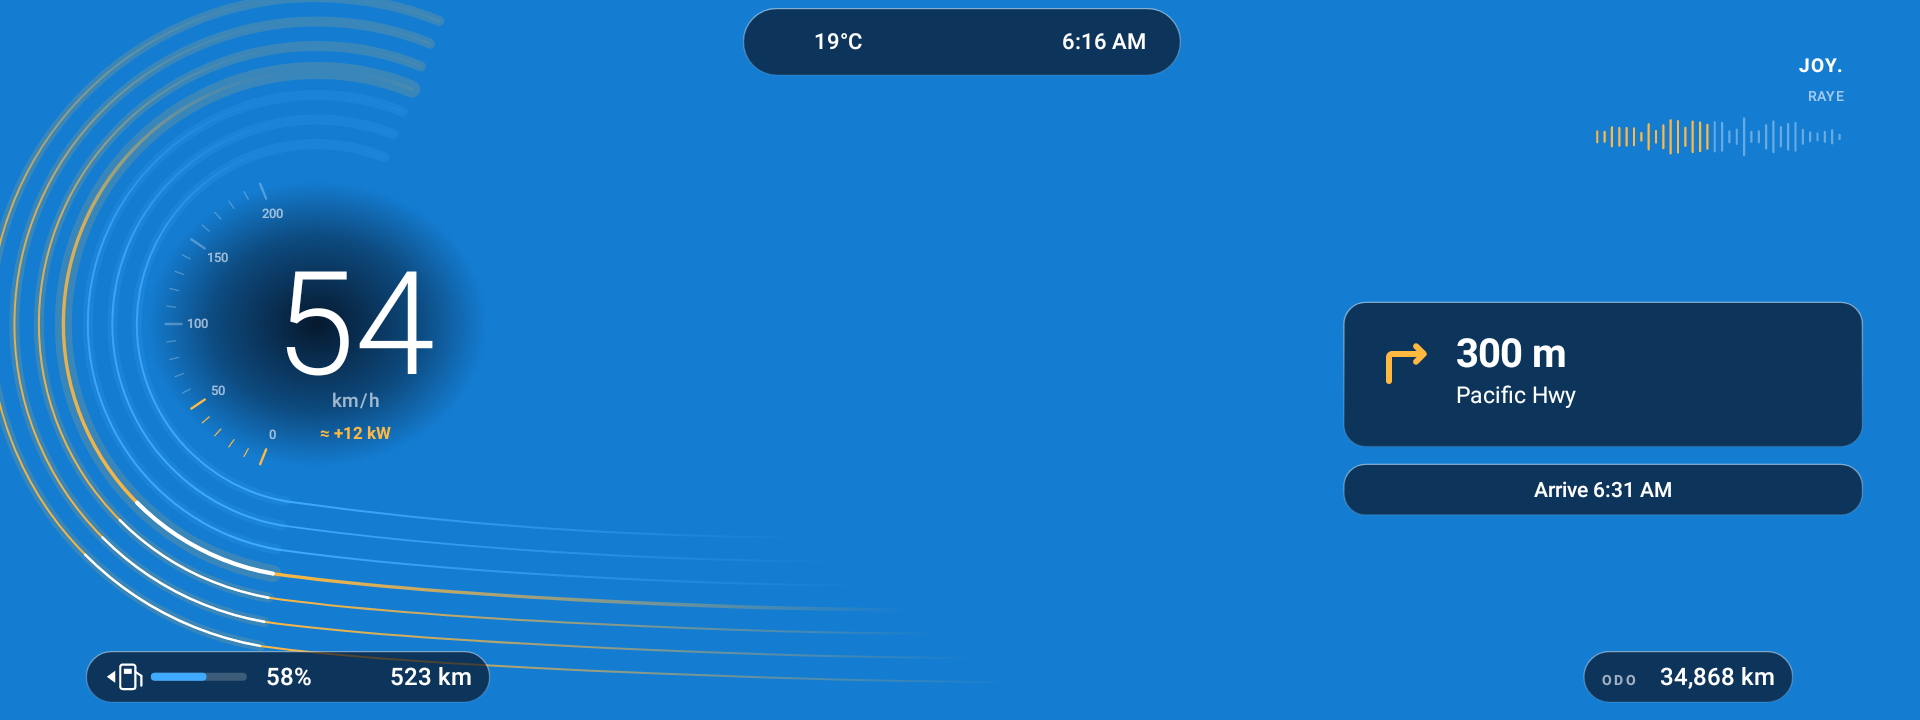 19°C
6:16 AM
JOY.
RAYE
200
150
100
50
0
54
km/h
≈ +12 kW
300 m
Pacific Hwy
Arrive 6:31 AM
58%
523 km
ODO 34,868 km